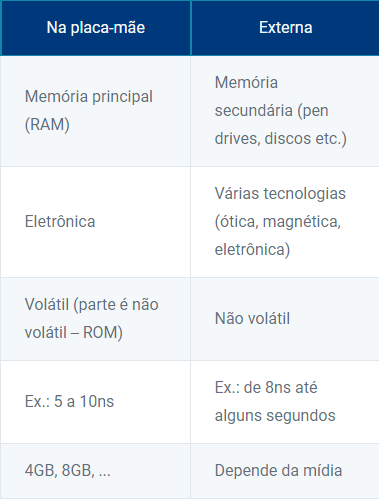 Na placa-mãe
Externa
Memória principal
(RAM)
Memória
secundária (pen
drives, discos etc.)
Eletrônica
Várias tecnologias
(ótica, magnética,
eletrônica)
Volátil (parte é não
volátil – ROM)
Não volátil
Ex.: 5 a 10ns
Ex.: de 8ns até
alguns segundos
4GB, 8GB, ...
Depende da mídia